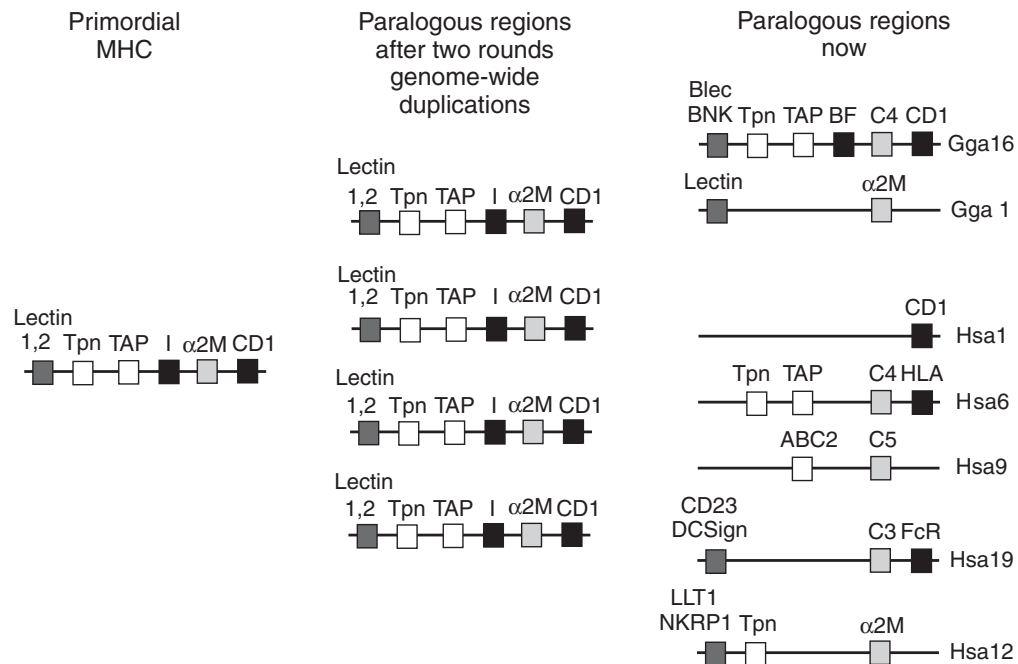 Primordial
MHC
Lectin
1,2 Tpn TAP I α2M CD1
Paralogous regions
after two rounds
genome-wide
duplications
Lectin
1,2 Tpn TAP I α2M CD1
Lectin
1,2 Tpn TAP I α2M CD1
Lectin
1,2 Tpn TAP I α2M CD1
Lectin
1,2 Tpn TAP I α2M CD1
Paralogous regions
now
Blec
BNK Tpn TAP BF C4 CD1
Gga16
Lectin α2M
Gga 1
CD1
Hsa1
Tpn TAP C4 HLA
Hsa6
ABC2 C5
Hsa9
CD23
DCSign C3 FcR
Hsa19
LLT1
NKRP1 Tpn α2M
Hsa12